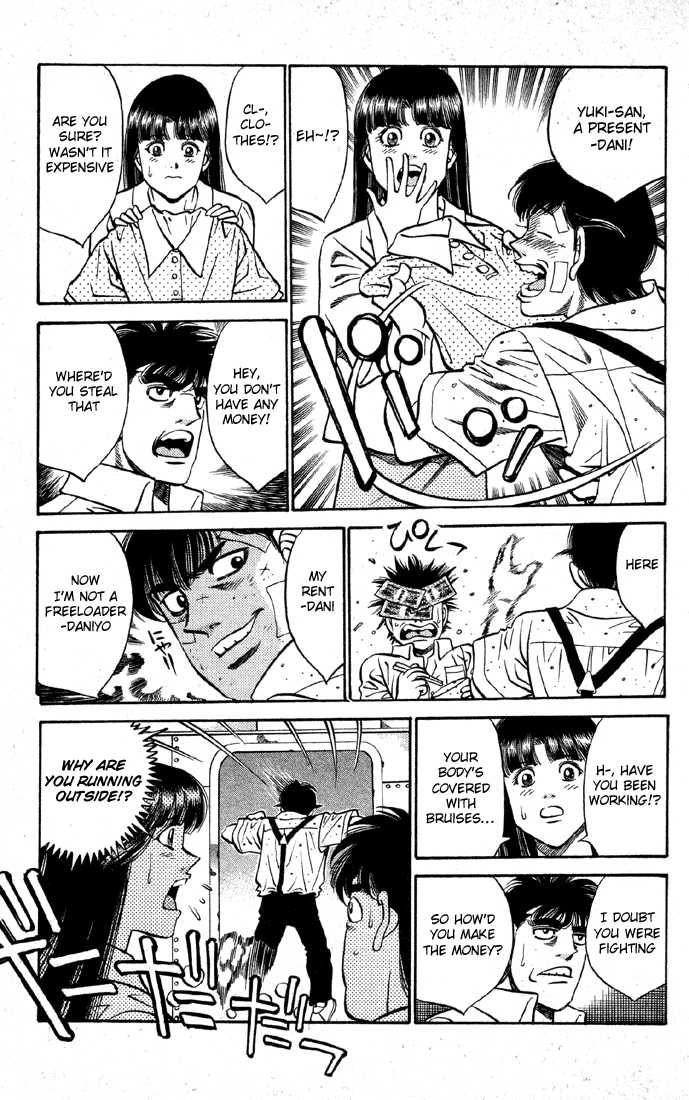 YUKI-SAN,
A PRESENT
-DANI!
EH~!?
CL-,
CLO-
THES!?
ARE YOU
SURE?
WASN'T IT
EXPENSIVE
HEY,
YOU DON'T
HAVE ANY
MONEY!
WHERE'D
YOU STEAL
THAT
HERE
MY
RENT
-DANI
NOW
I'M NOT A
FREELOADER
-DANIYO
H-, HAVE
YOU BEEN
WORKING!?
YOUR
BODY'S
COVERED
WITH
BRUISES...
I DOUBT
YOU WERE
FIGHTING
SO HOW'D
YOU MAKE
THE MONEY?
WHY ARE
YOU RUNNING
OUTSIDE!?